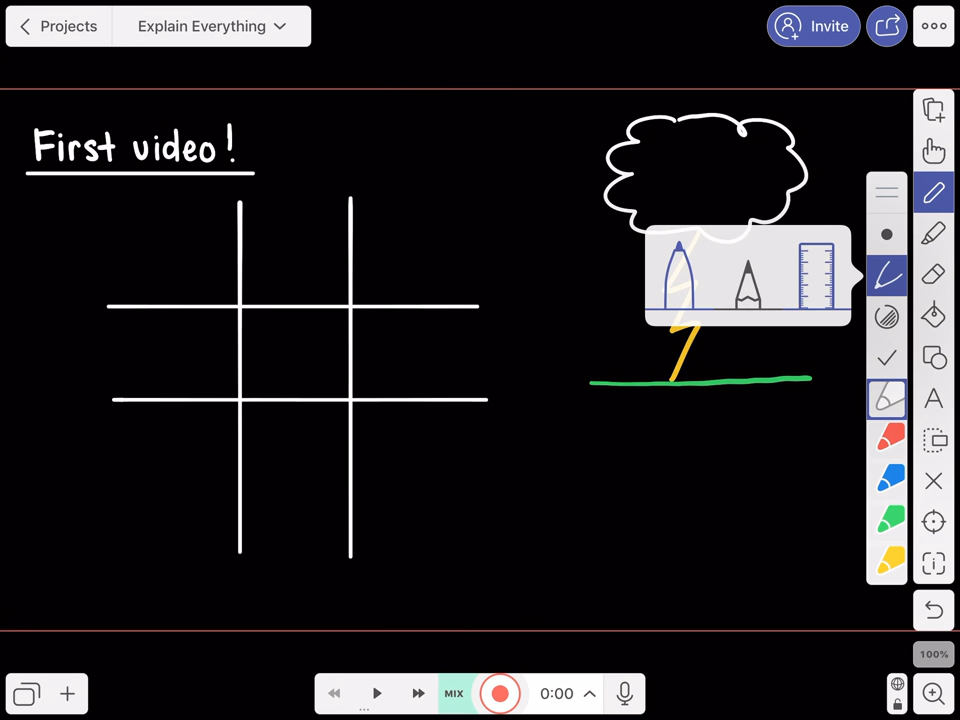 Projects
Explain Everything
Invite
First video!
A
i
100%
MIX
0:00